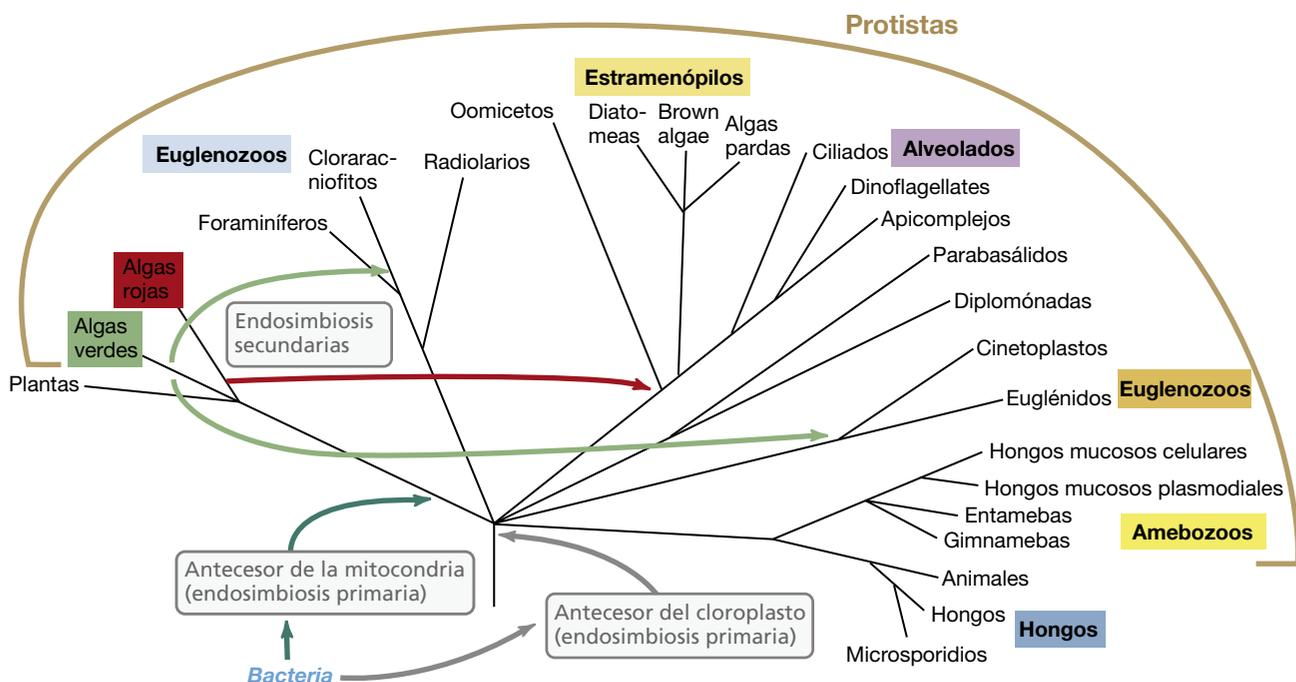 Protistas
Estramenópilos
Oomicetos
Diato-
meas
Brown
algae
Algas
pardas
Euglenozoos
Clorarac-
niofitos
Radiolarios
Ciliados
Alveolados
Dinoflagellates
Foraminíferos
Apicomplejos
Parabasálidos
Algas
rojas
Diplomónadas
Endosimbiosis
secundarias
Algas
verdes
Cinetoplastos
Plantas
Euglénidos
Euglenozoos
Hongos mucosos celulares
Hongos mucosos plasmodiales
Entamebas
Gimnamebas
Amebozoos
Antecesor de la mitocondria
(endosimbiosis primaria)
Animales
Antecesor del cloroplasto
(endosimbiosis primaria)
Hongos
Hongos
Microsporidios
Bacteria